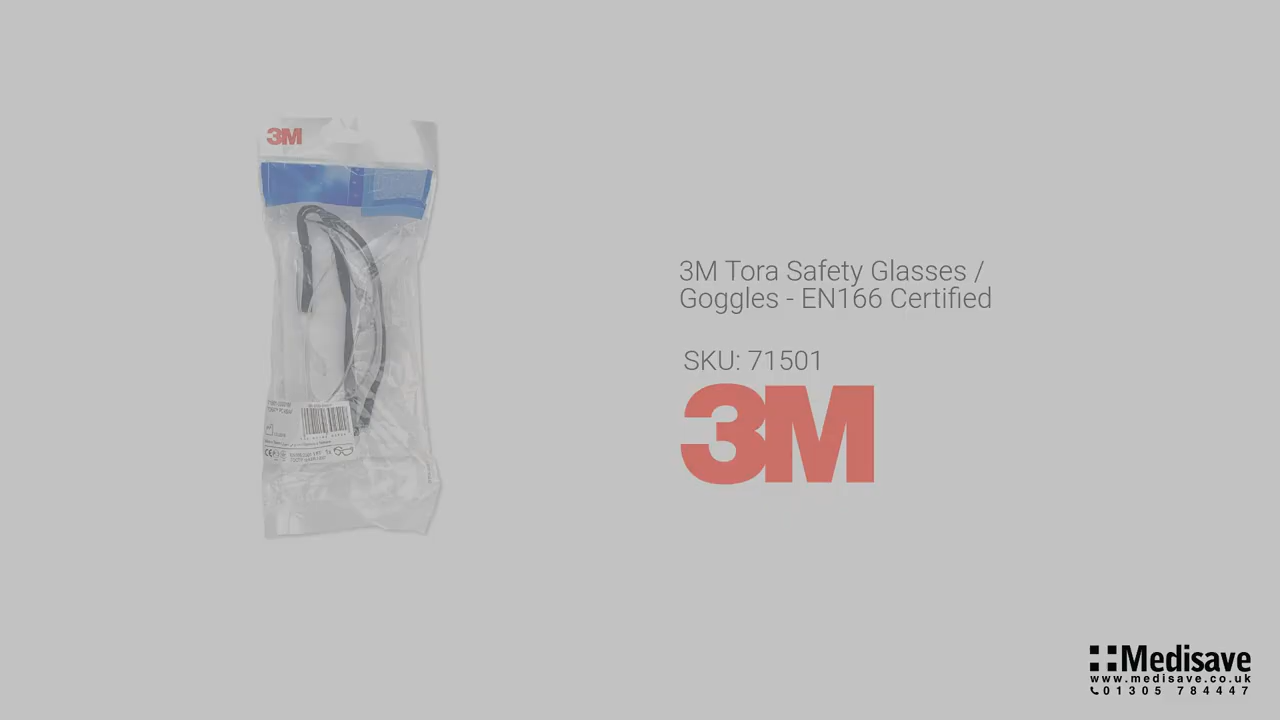 3M
3M Tora Safety Glasses /
Goggles - EN166 Certified
SKU: 71501
3M
Medisave
www.medisave.co.uk
01305 784447